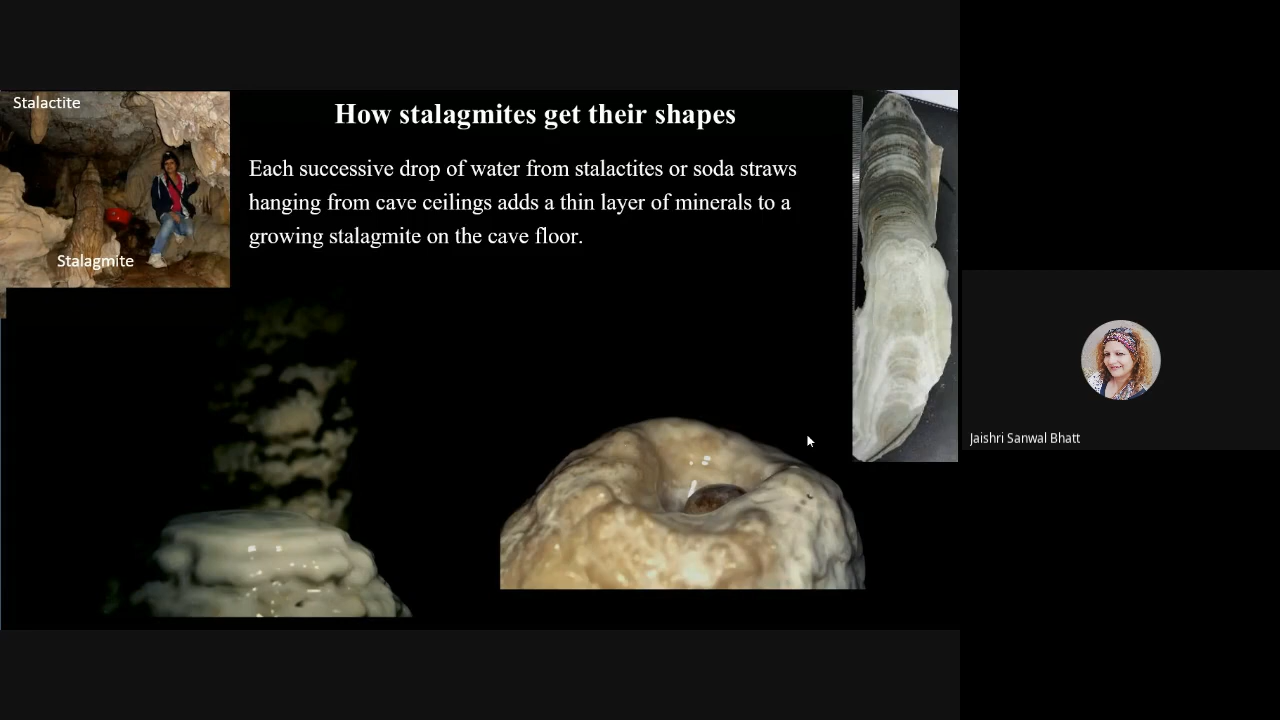 Stalactite
How stalagmites get their shapes
Each successive drop of water from stalactites or soda straws
hanging from cave ceilings adds a thin layer of minerals to a
growing stalagmite on the cave floor.
Stalagmite
Jaishri Sanwal Bhatt